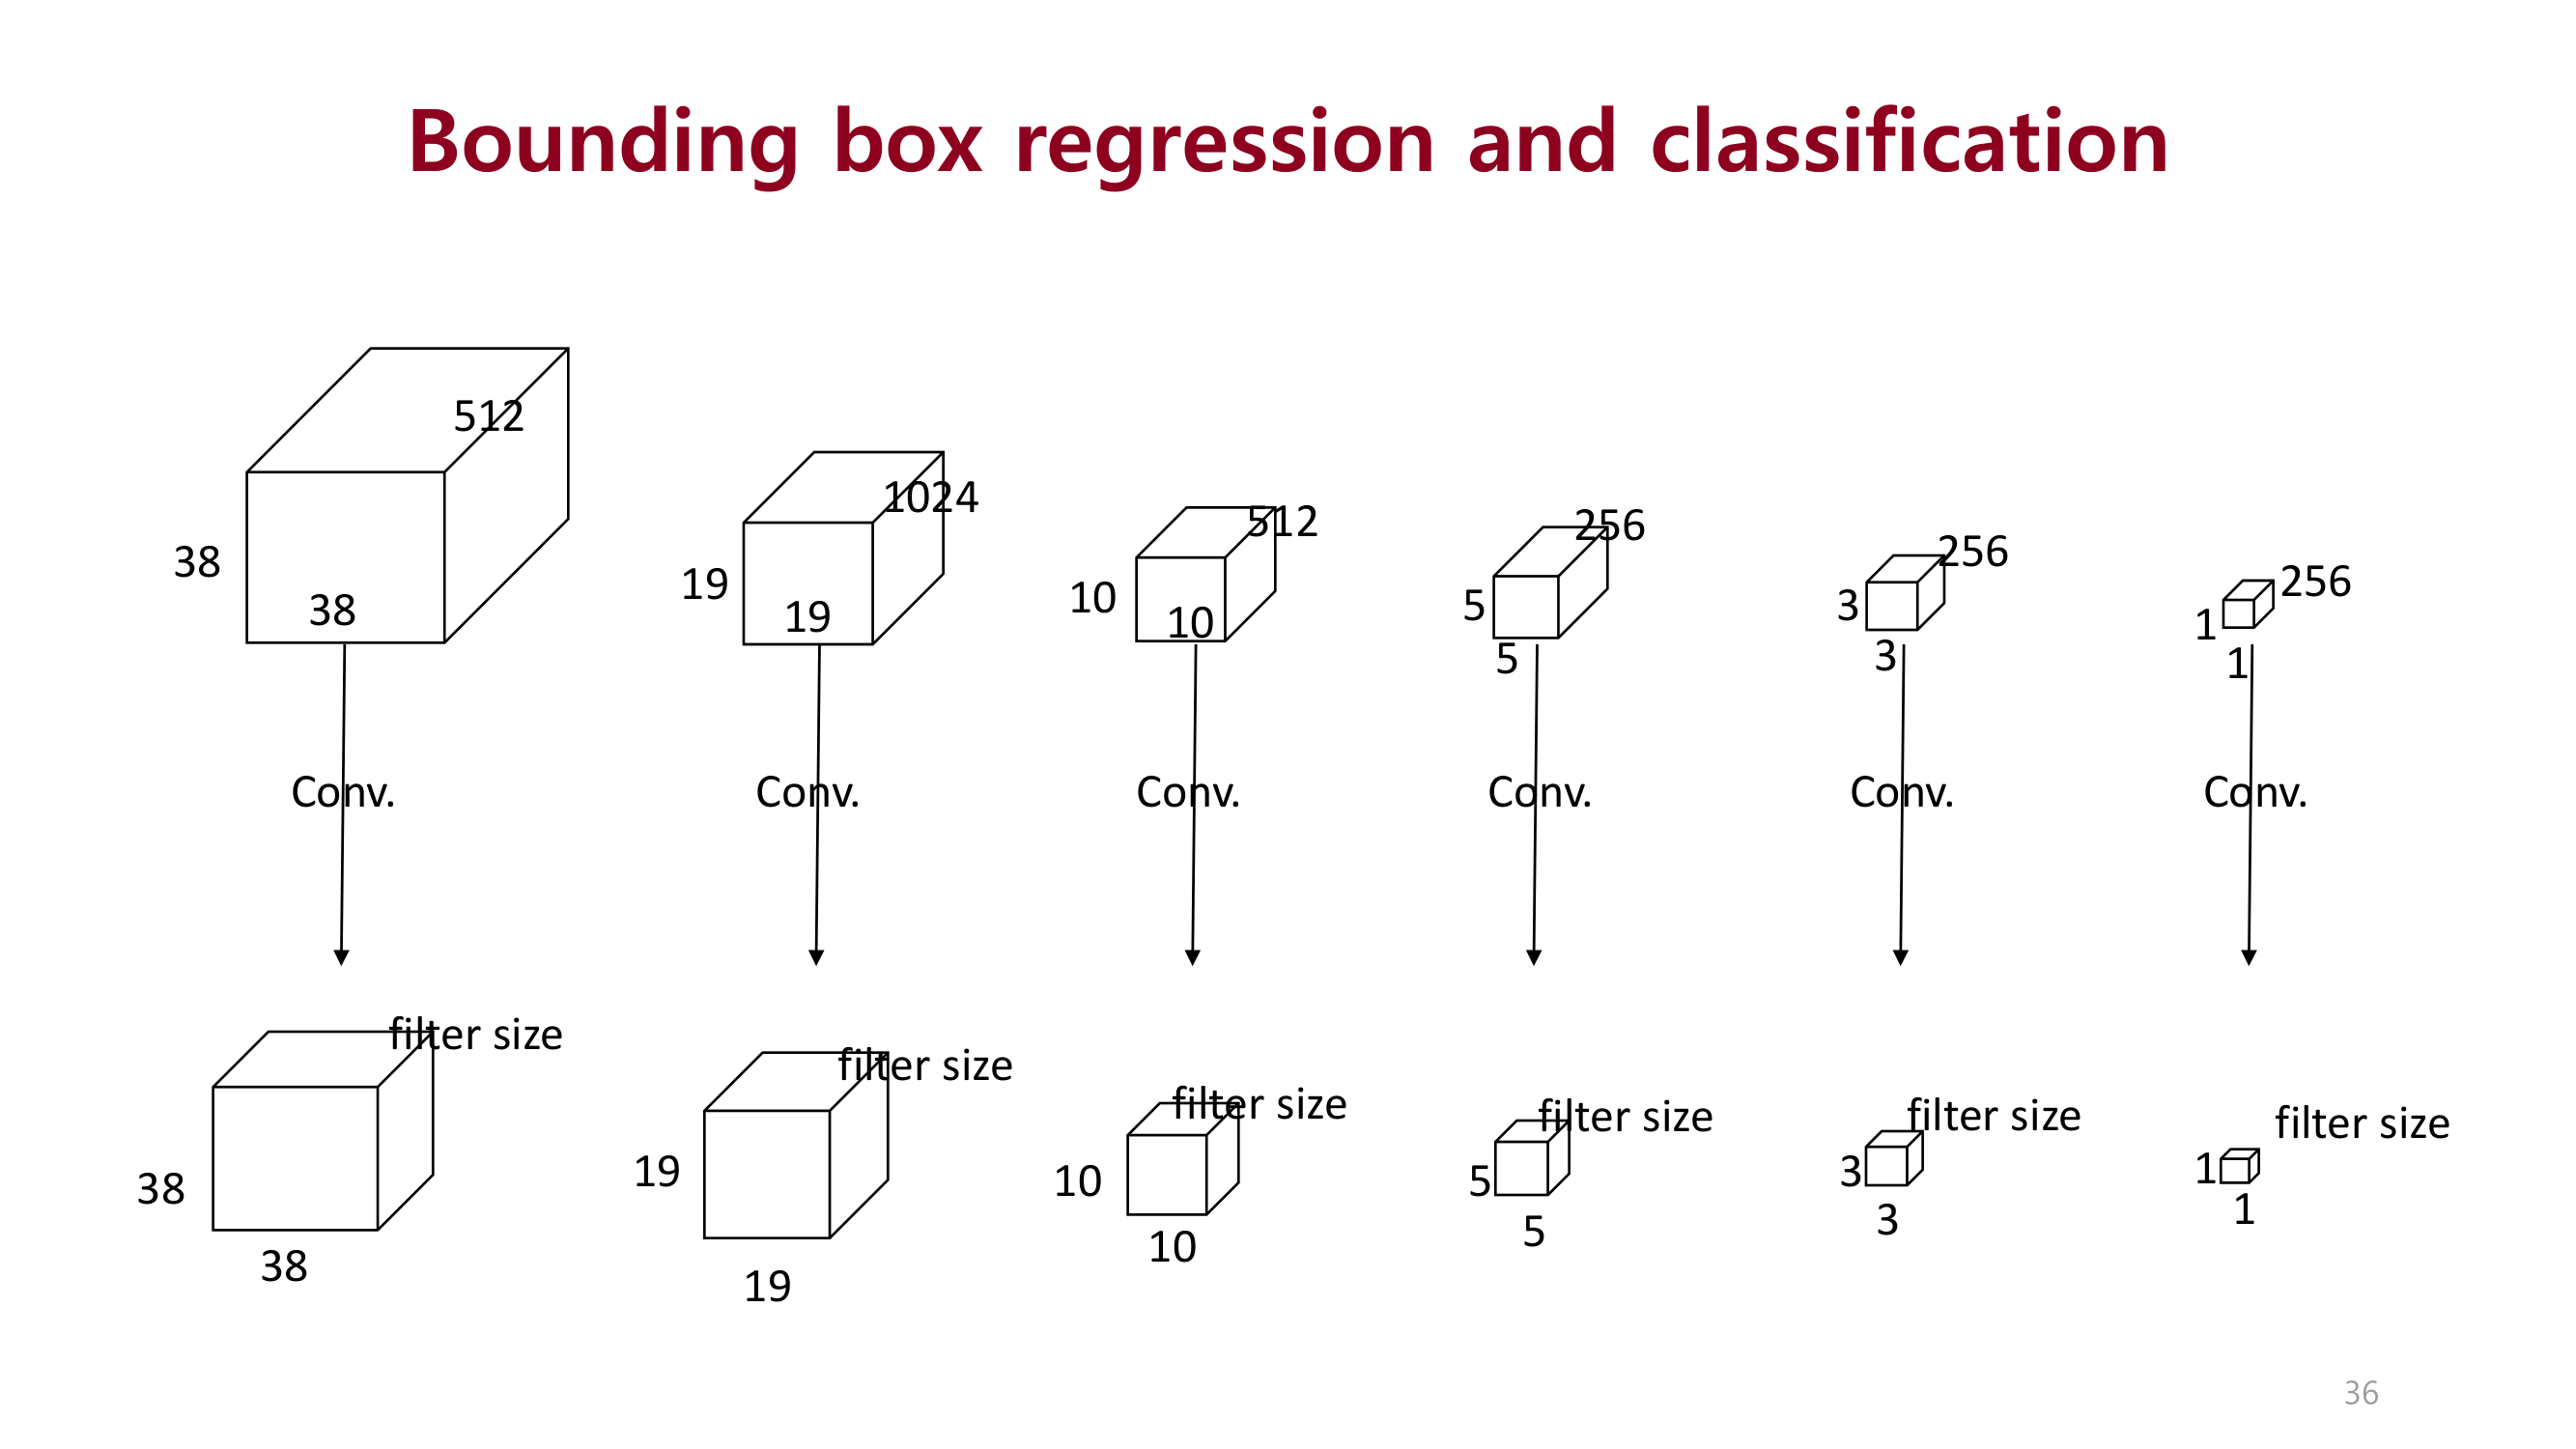 Bounding box regression and classification
512
38
38
1024
19
19
512
10
10
256
5
5
256
3
3
256
1
1
Conv.
Conv.
Conv.
Conv.
Conv.
Conv.
filter size
38
38
filter size
19
19
filter size
10
10
filter size
5
5
filter size
3
3
filter size
1
1
36